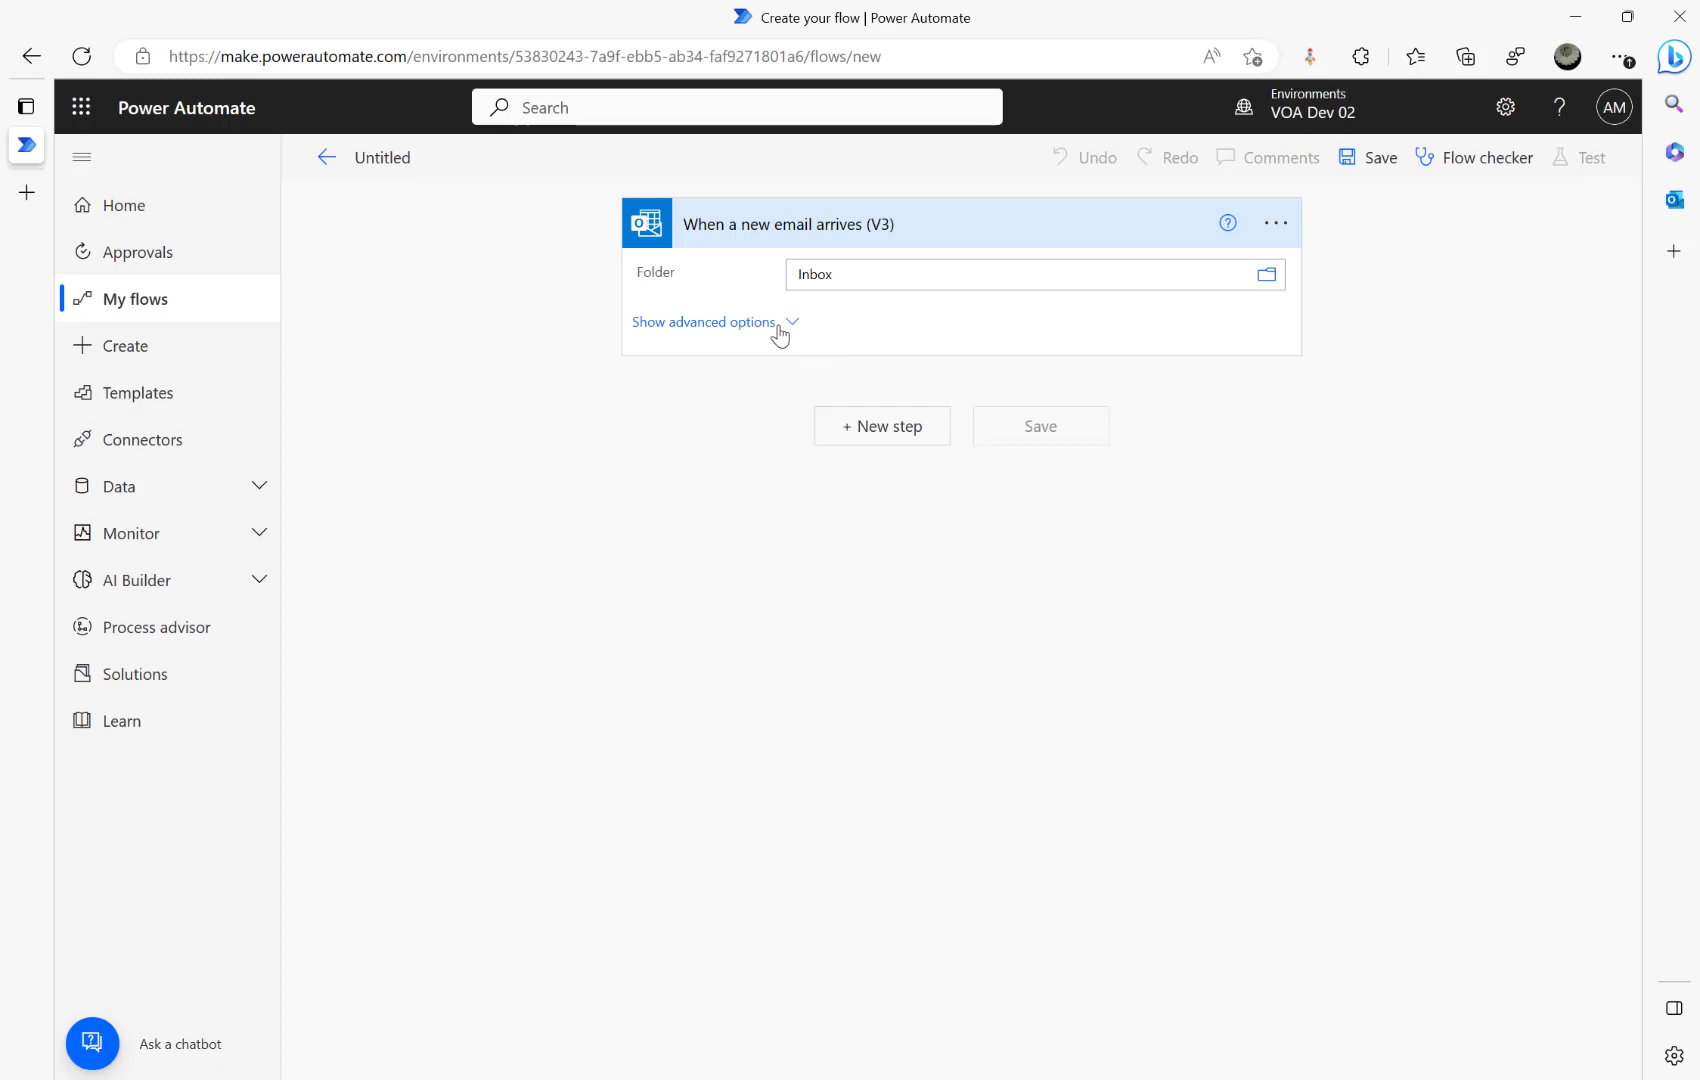 Create your flow | Power Automate
https://make.powerautomate.com/environments/53830243-7a9f-ebb5-ab34-faf9271801a6/flows/new
Power Automate
Search
Environments
VOA Dev 02
?
AM
Untitled
Undo
Redo
Comments
Save
Flow checker
Test
Home
Approvals
My flows
Create
Templates
Connectors
Data
Monitor
AI Builder
Process advisor
Solutions
Learn
When a new email arrives (V3)
Folder
Inbox
Show advanced options
+ New step
Save
Ask a chatbot